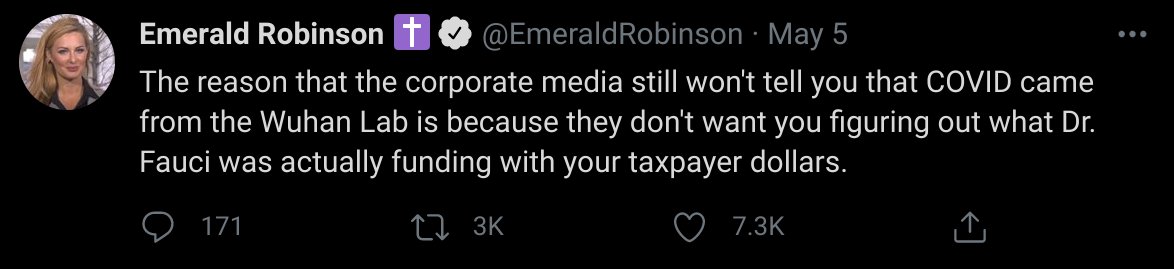 Emerald Robinson ✝️ @EmeraldRobinson · May 5
The reason that the corporate media still won't tell you that COVID came
from the Wuhan Lab is because they don't want you figuring out what Dr.
Fauci was actually funding with your taxpayer dollars.
171 3K 7.3K